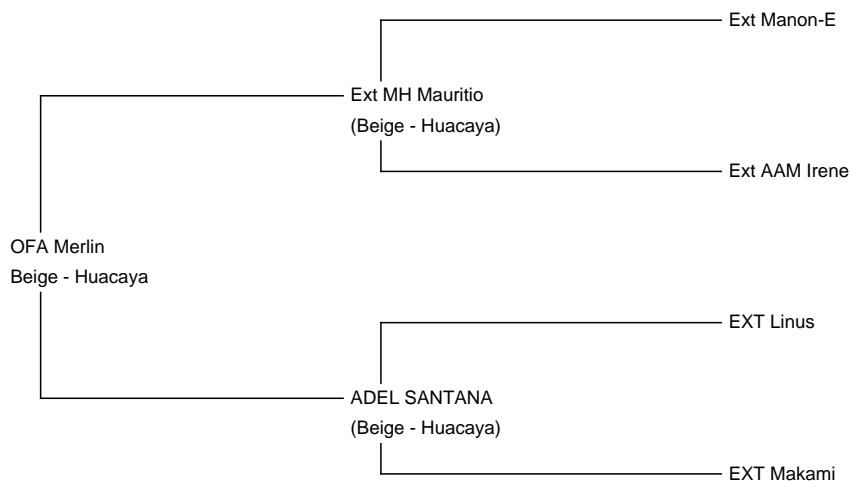 Ext Manon-E
Ext MH Mauritio
(Beige - Huacaya)
Ext AAM Irene
OFA Merlin
Beige - Huacaya
EXT Linus
ADEL SANTANA
(Beige - Huacaya)
EXT Makami